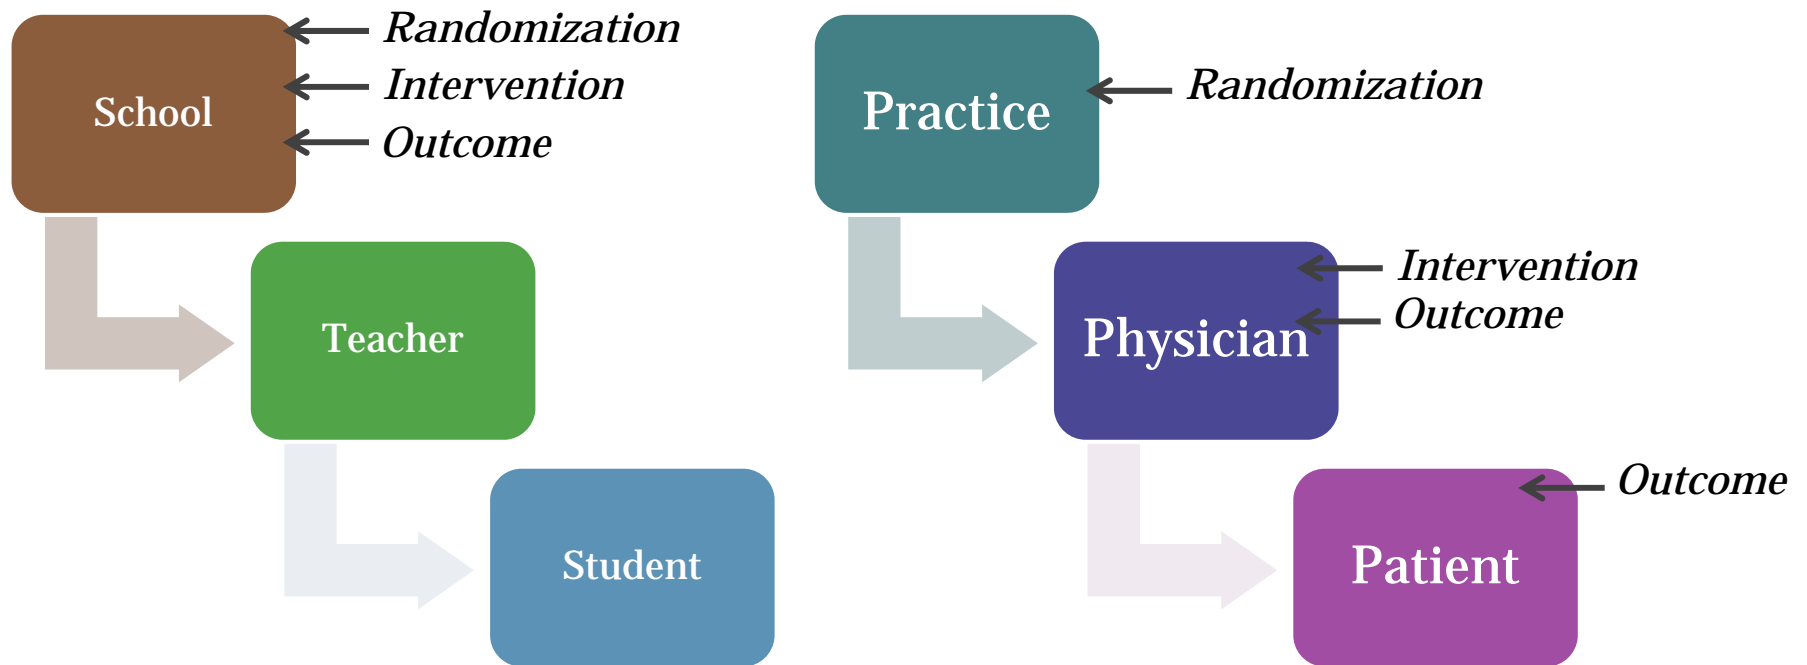 School
Randomization
Intervention
Outcome
Teacher
Student
Practice
Randomization
Physician
Intervention
Outcome
Patient
Outcome